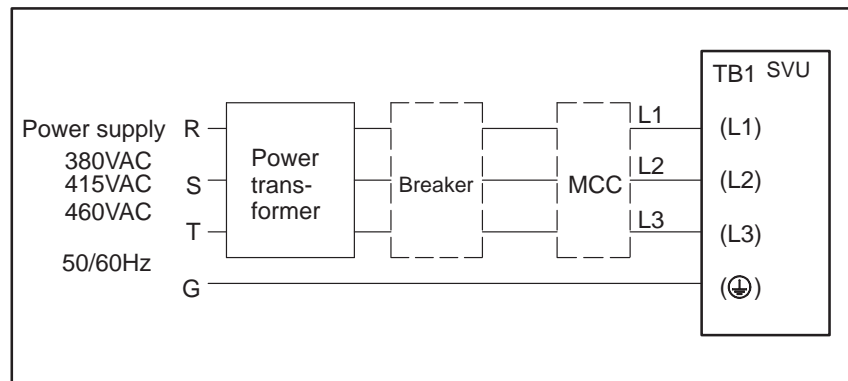 TB1 SVU
Power supply R
380VAC
415VAC
460VAC
50/60Hz
S
T
G
Power
trans-
former
Breaker
MCC
L1
L2
L3
(L1)
(L2)
(L3)
(⏚)